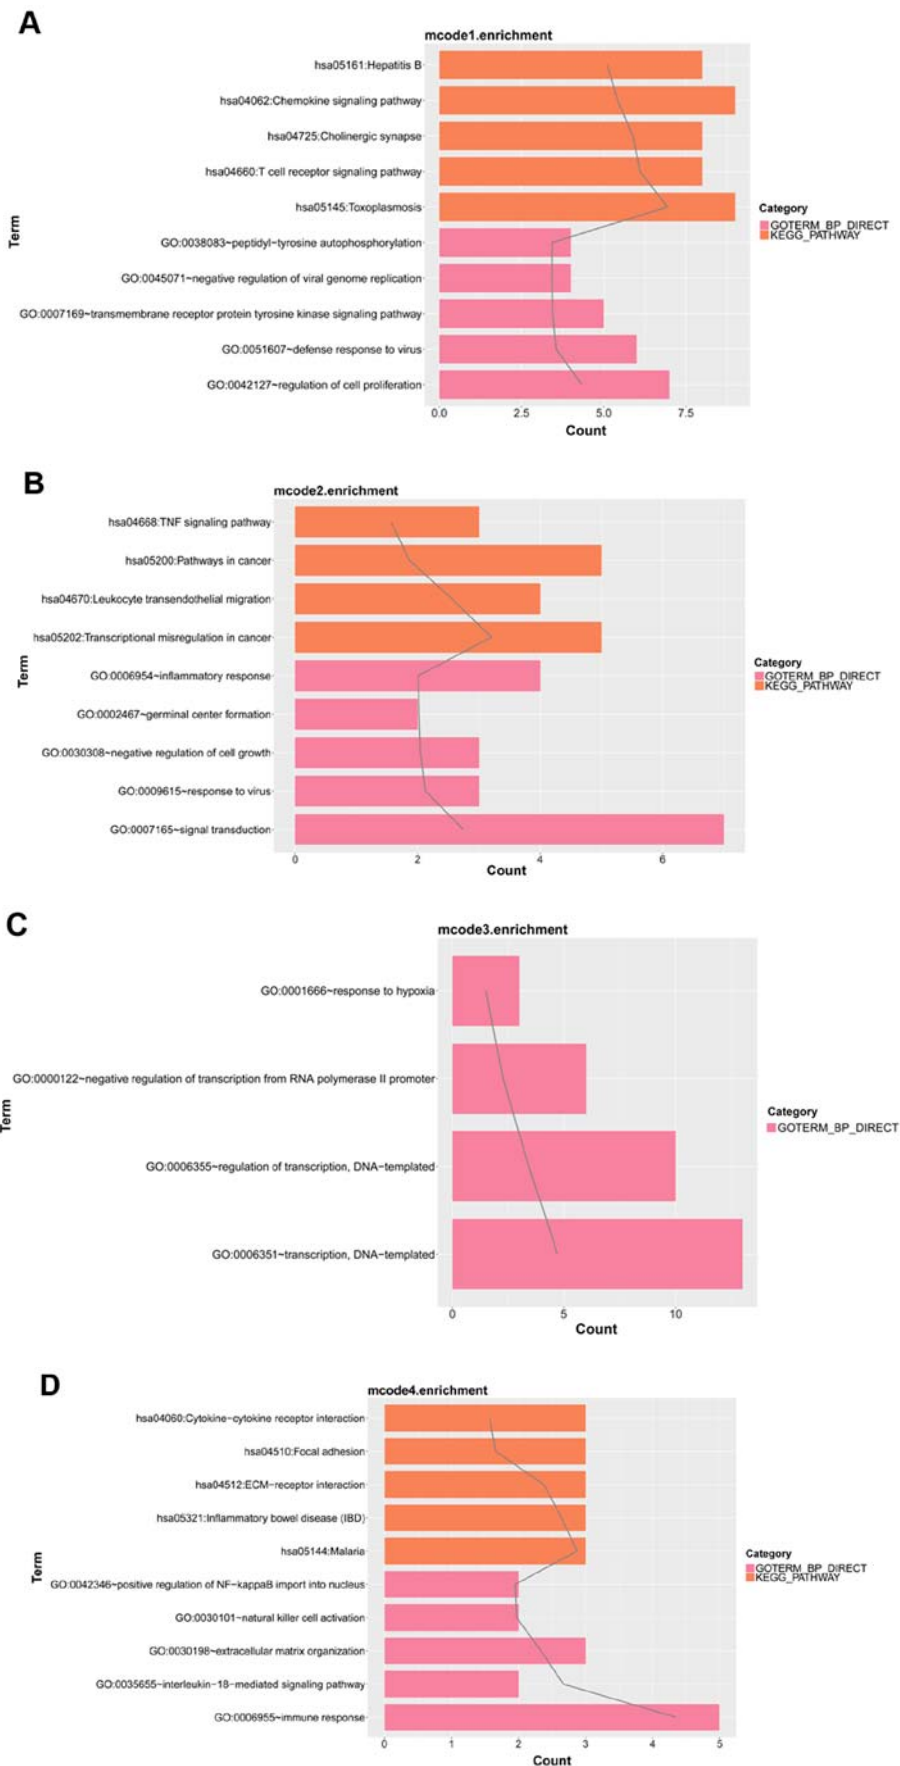 A
mcode1.enrichment
hsa05161:Hepatitis B
hsa04062:Chemokine signaling pathway
hsa04725:Cholinergic synapse
hsa04660:T cell receptor signaling pathway
hsa05145:Toxoplasmosis
GO:0038083~peptidyl−tyrosine autophosphorylation
GO:0045071~negative regulation of viral genome replication
GO:0007169~transmembrane receptor protein tyrosine kinase signaling pathway
GO:0051607~defense response to virus
GO:0042127~regulation of cell proliferation
Term
0.0 2.5 5.0 7.5
Count
Category
GOTERM_BP_DIRECT
KEGG_PATHWAY
B
mcode2.enrichment
hsa04668:TNF signaling pathway
hsa05200:Pathways in cancer
hsa04670:Leukocyte transendothelial migration
hsa05202:Transcriptional misregulation in cancer
GO:0006954~inflammatory response
GO:0002467~germinal center formation
GO:0030308~negative regulation of cell growth
GO:0009615~response to virus
GO:0007165~signal transduction
Term
0 2 4 6
Count
Category
GOTERM_BP_DIRECT
KEGG_PATHWAY
C
mcode3.enrichment
GO:0001666~response to hypoxia
GO:0000122~negative regulation of transcription from RNA polymerase II promoter
GO:0006355~regulation of transcription, DNA−templated
GO:0006351~transcription, DNA−templated
Term
0 5 10
Count
Category
GOTERM_BP_DIRECT
D
mcode4.enrichment
hsa04060:Cytokine−cytokine receptor interaction
hsa04510:Focal adhesion
hsa04512:ECM−receptor interaction
hsa05321:Inflammatory bowel disease (IBD)
hsa05144:Malaria
GO:0042346~positive regulation of NF−kappaB import into nucleus
GO:0030101~natural killer cell activation
GO:0030198~extracellular matrix organization
GO:0035655~interleukin−18−mediated signaling pathway
GO:0006955~immune response
Term
0 1 2 3 4 5
Count
Category
GOTERM_BP_DIRECT
KEGG_PATHWAY